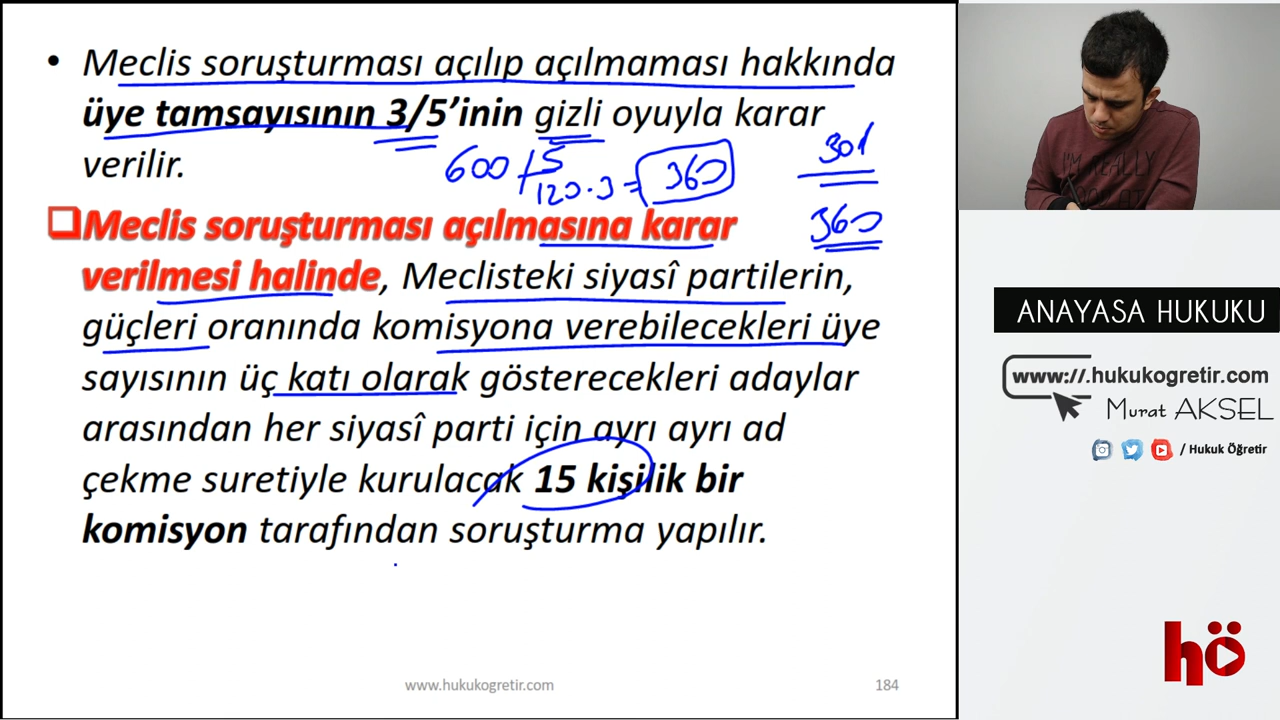 • Meclis soruşturması açılıp açılmaması hakkında
üye tamsayısının 3/5’inin gizli oyuyla karar
verilir.
600 / 5
120 . 3 = 360
301
360
❑Meclis soruşturması açılmasına karar
verilmesi halinde, Meclisteki siyasî partilerin,
güçleri oranında komisyona verebilecekleri üye
sayısının üç katı olarak gösterecekleri adaylar
arasından her siyasî parti için ayrı ayrı ad
çekme suretiyle kurulacak 15 kişilik bir
komisyon tarafından soruşturma yapılır.
www.hukukogretir.com
184
I'M REALLY
ANAYASA HUKUKU
www://.hukukogretir.com
Murat AKSEL
/ Hukuk Öğretir
hö